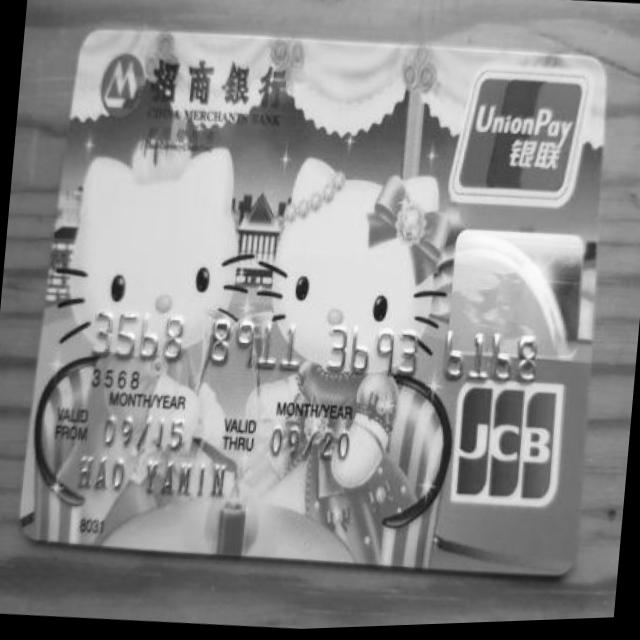 招商银行
CHINA MERCHANTS BANK
UnionPay
银联
3568 8911 3693 6168
3568
MONTH/YEAR MONTH/YEAR
VALID FROM 09/15 VALID THRU 09/20
HAO YAMIN
JCB
8031